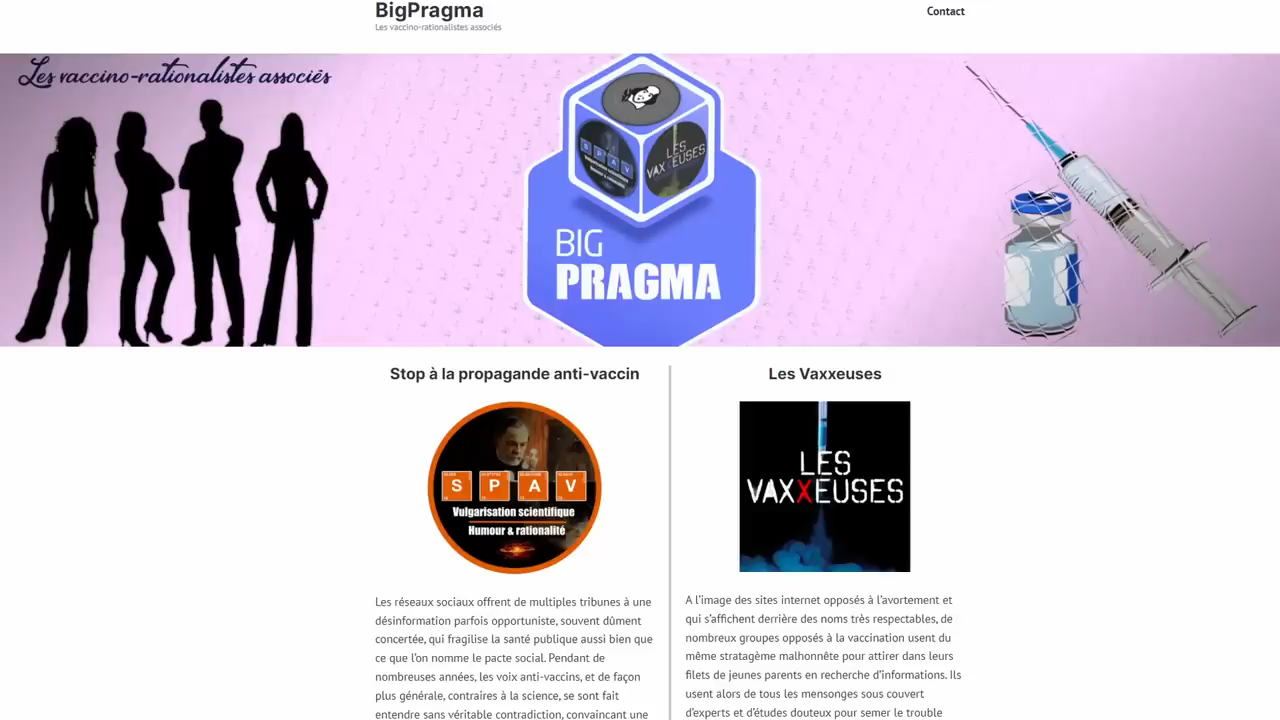 BigPragma
Les vaccino-rationalistes associés
Contact
Les vaccino-rationalistes associés
S P A V
LES
VAXXEUSES
BIG
PRAGMA
Stop à la propagande anti-vaccin
S P A V
Vulgarisation scientifique
Humour & rationalité
Les réseaux sociaux offrent de multiples tribunes à une
désinformation parfois opportuniste, souvent dûment
concertée, qui fragilise la santé publique aussi bien que
ce que l’on nomme le pacte social. Pendant de
nombreuses années, les voix anti-vaccins, et de façon
plus générale, contraires à la science, se sont fait
entendre sans véritable contradiction, convaincant une
Les Vaxxeuses
LES
VAXXEUSES
A l’image des sites internet opposés à l’avortement et
qui s’affichent derrière des noms très respectables, de
nombreux groupes opposés à la vaccination usent du
même stratagème malhonnête pour attirer dans leurs
filets de jeunes parents en recherche d’informations. Ils
usent alors de tous les mensonges sous couvert
d’experts et d’études douteux pour semer le trouble